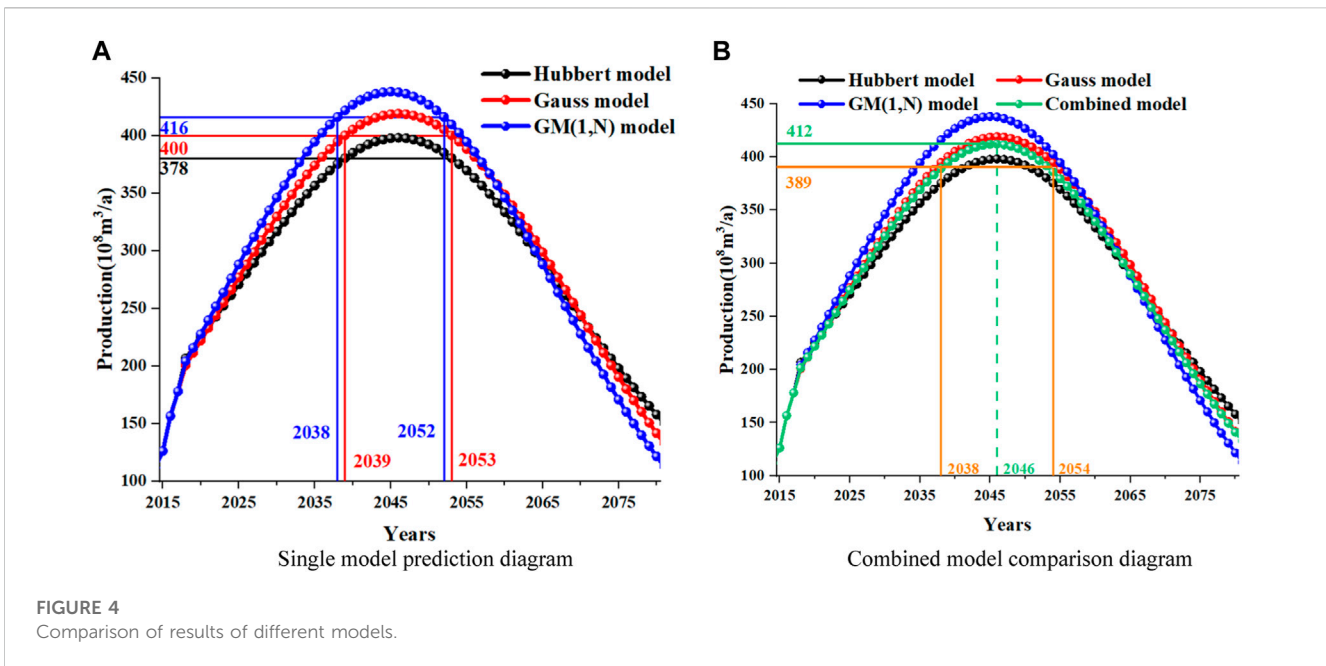 A
Hubbert model
Gauss model
GM(1,N) model
450
416
400
400
378
350
300
250
200
150
100
Production(10⁸m³/a)
2038
2052
2039
2053
2015
2025
2035
2045
2055
2065
2075
Years
Single model prediction diagram
B
Hubbert model
Gauss model
GM(1,N) model
Combined model
450
412
400
389
350
300
250
200
150
100
Production(10⁸m³/a)
2038
2046
2054
2015
2025
2035
2045
2055
2065
2075
Years
Combined model comparison diagram
FIGURE 4
Comparison of results of different models.